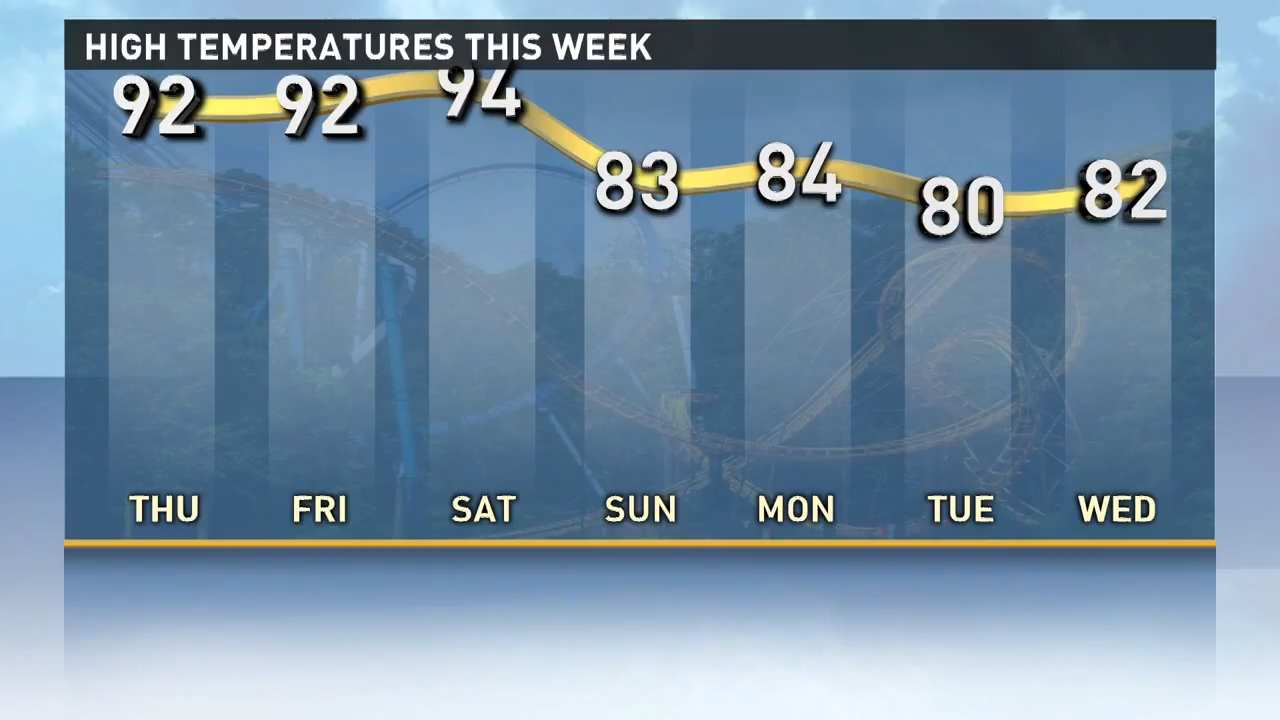 HIGH TEMPERATURES THIS WEEK
92 92 94 83 84 80 82
THU FRI SAT SUN MON TUE WED